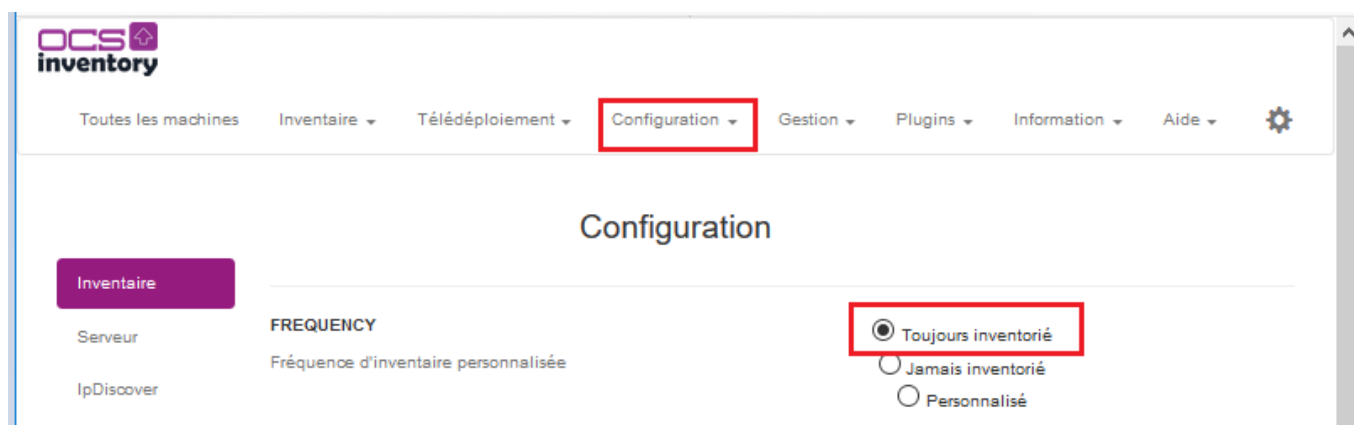 OCS
inventory
Toutes les machines Inventaire Télédéploiement Configuration Gestion Plugins Information Aide
Configuration
Inventaire
Serveur
IpDiscover
FREQUENCY
Fréquence d'inventaire personnalisée
Toujours inventorié
Jamais inventorié
Personnalisé